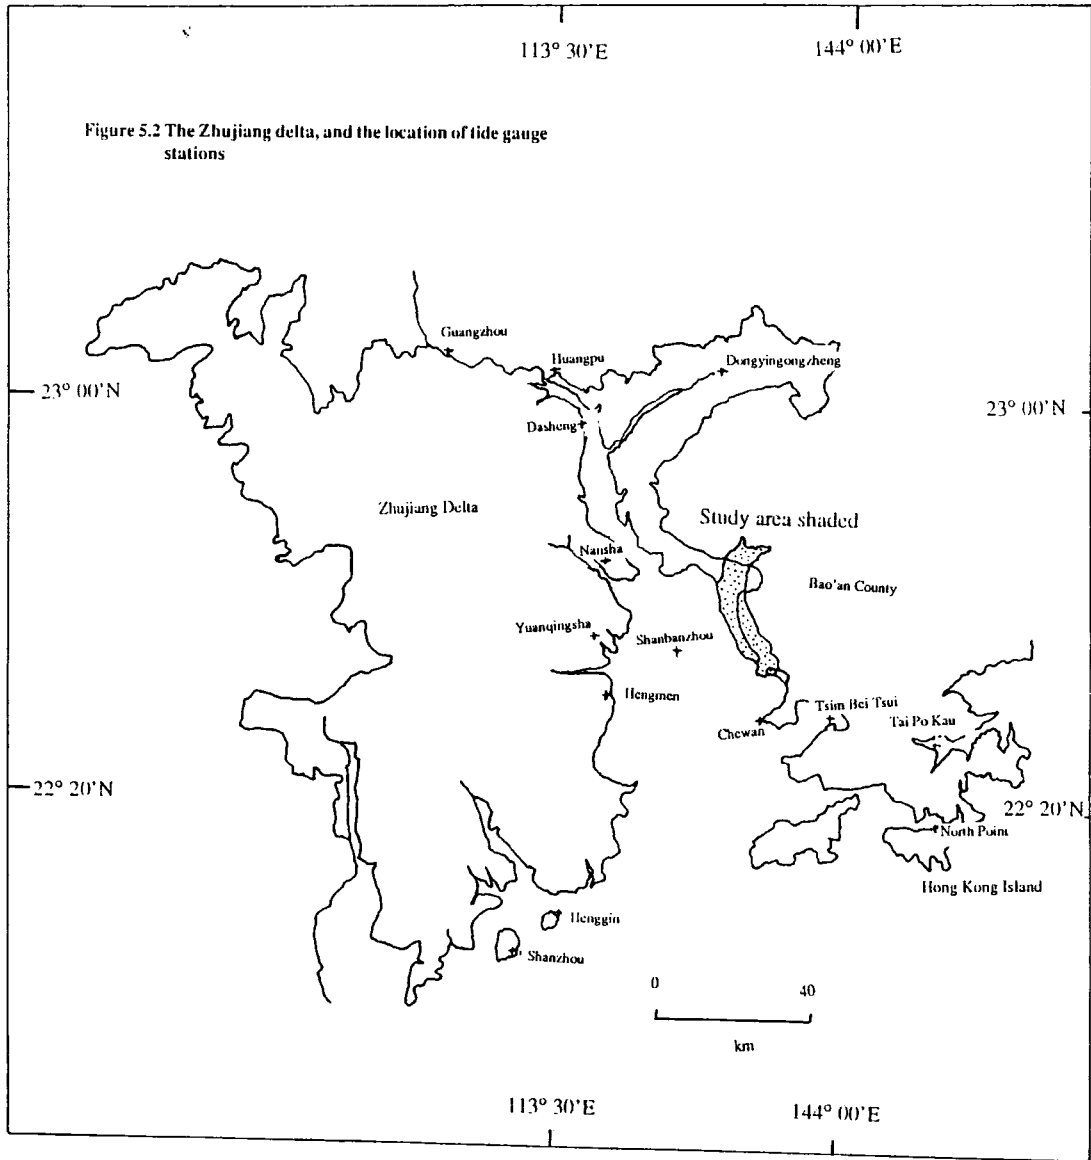 113° 30'E
144° 00'E
Figure 5.2 The Zhujiang delta, and the location of tide gauge
stations
Guangzhou
Huangpu
Dongyingongzheng
23° 00'N
23° 00'N
Dasheng
Zhujiang Delta
Study area shaded
Nansha
Bao'an County
Yuanqingsha
Shanbanzhou
Hengmen
Tsim Bei Tsui
Tai Po Kau
Chewan
22° 20'N
22° 20'N
North Point
Hong Kong Island
Henggin
Shanzhou
0
40
km
113° 30'E
144° 00'E